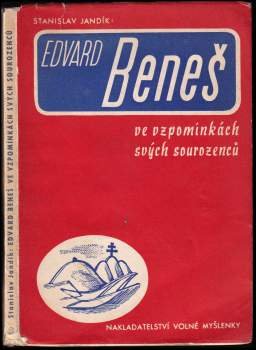 STANISLAV JANDÍK:
EDVARD
Beneš
ve vzpomínkách
svých sourozenců
NAKLADATELSTVÍ VOLNÉ MYŠLENKY
Stanislav Jandík: EDVARD BENEŠ VE VZPOMÍNKÁCH SVÝCH SOUROZENCŮ